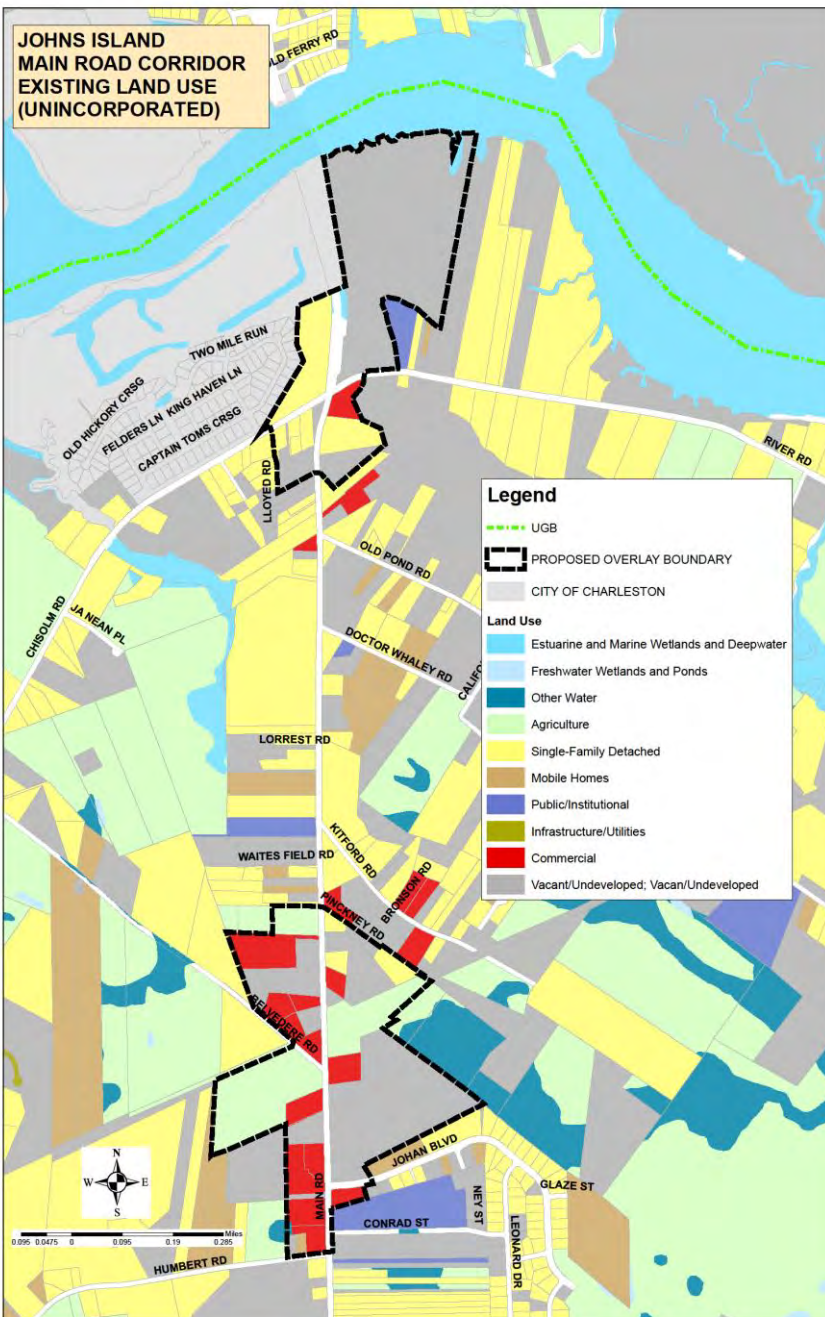 JOHNS ISLAND
MAIN ROAD CORRIDOR
EXISTING LAND USE
(UNINCORPORATED)
FERRY RD
TWO MILE RUN
OLD HICKORY CRSG
FELDERS LN
KING HAVEN LN
CAPTAIN TOMS CRSG
LLOYED RD
RIVER RD
CHISOLM RD
JA NEAN PL
OLD POND RD
DOCTOR WHALEY RD
LORREST RD
KITFORD RD
WAITES FIELD RD
BRONSON RD
PINCKNEY RD
BELVEDERE RD
JOHAN BLVD
MAIN RD
GLAZE ST
NEY ST
CONRAD ST
LEONARD DR
HUMBERT RD
Legend
UGB
PROPOSED OVERLAY BOUNDARY
CITY OF CHARLESTON
Land Use
Estuarine and Marine Wetlands and Deepwater
Freshwater Wetlands and Ponds
Other Water
Agriculture
Single-Family Detached
Mobile Homes
Public/Institutional
Infrastructure/Utilities
Commercial
Vacant/Undeveloped; Vacan/Undeveloped
N
W E
S
Miles
0.095 0.0475 0 0.095 0.19 0.285